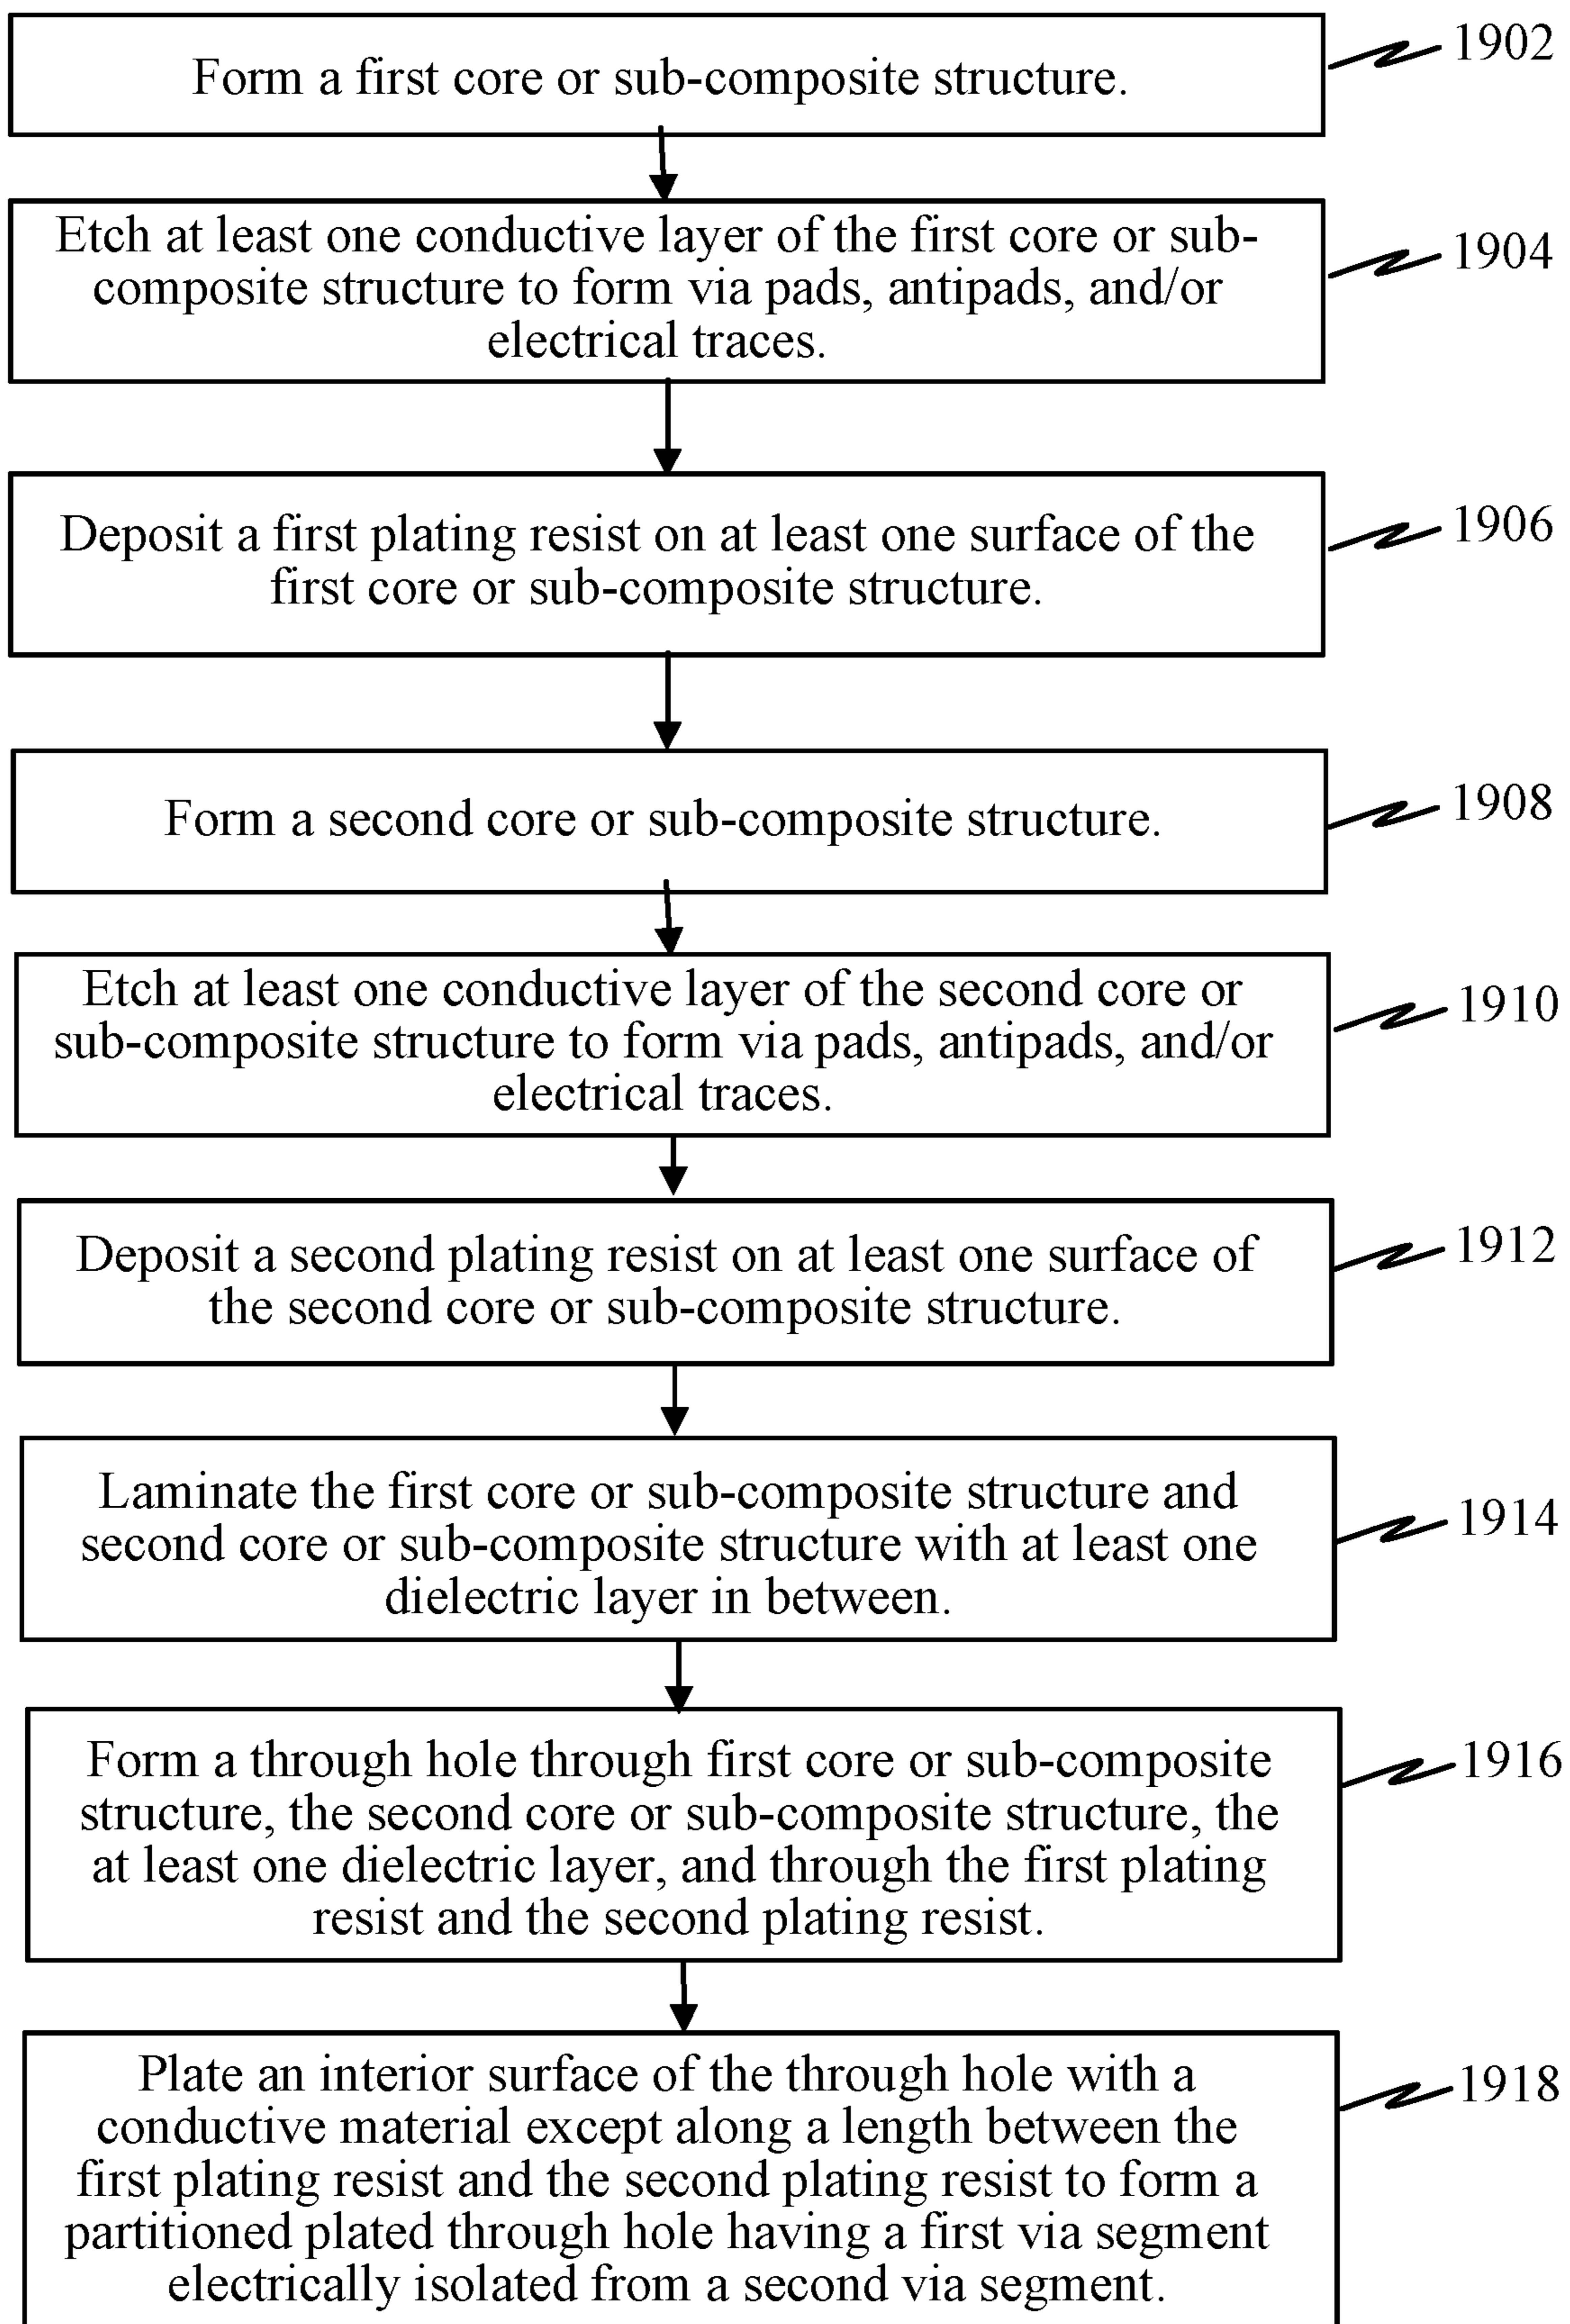 Form a first core or sub-composite structure.
1902
Etch at least one conductive layer of the first core or sub-
composite structure to form via pads, antipads, and/or
electrical traces.
1904
Deposit a first plating resist on at least one surface of the
first core or sub-composite structure.
1906
Form a second core or sub-composite structure.
1908
Etch at least one conductive layer of the second core or
sub-composite structure to form via pads, antipads, and/or
electrical traces.
1910
Deposit a second plating resist on at least one surface of
the second core or sub-composite structure.
1912
Laminate the first core or sub-composite structure and
second core or sub-composite structure with at least one
dielectric layer in between.
1914
Form a through hole through first core or sub-composite
structure, the second core or sub-composite structure, the
at least one dielectric layer, and through the first plating
resist and the second plating resist.
1916
Plate an interior surface of the through hole with a
conductive material except along a length between the
first plating resist and the second plating resist to form a
partitioned plated through hole having a first via segment
electrically isolated from a second via segment.
1918